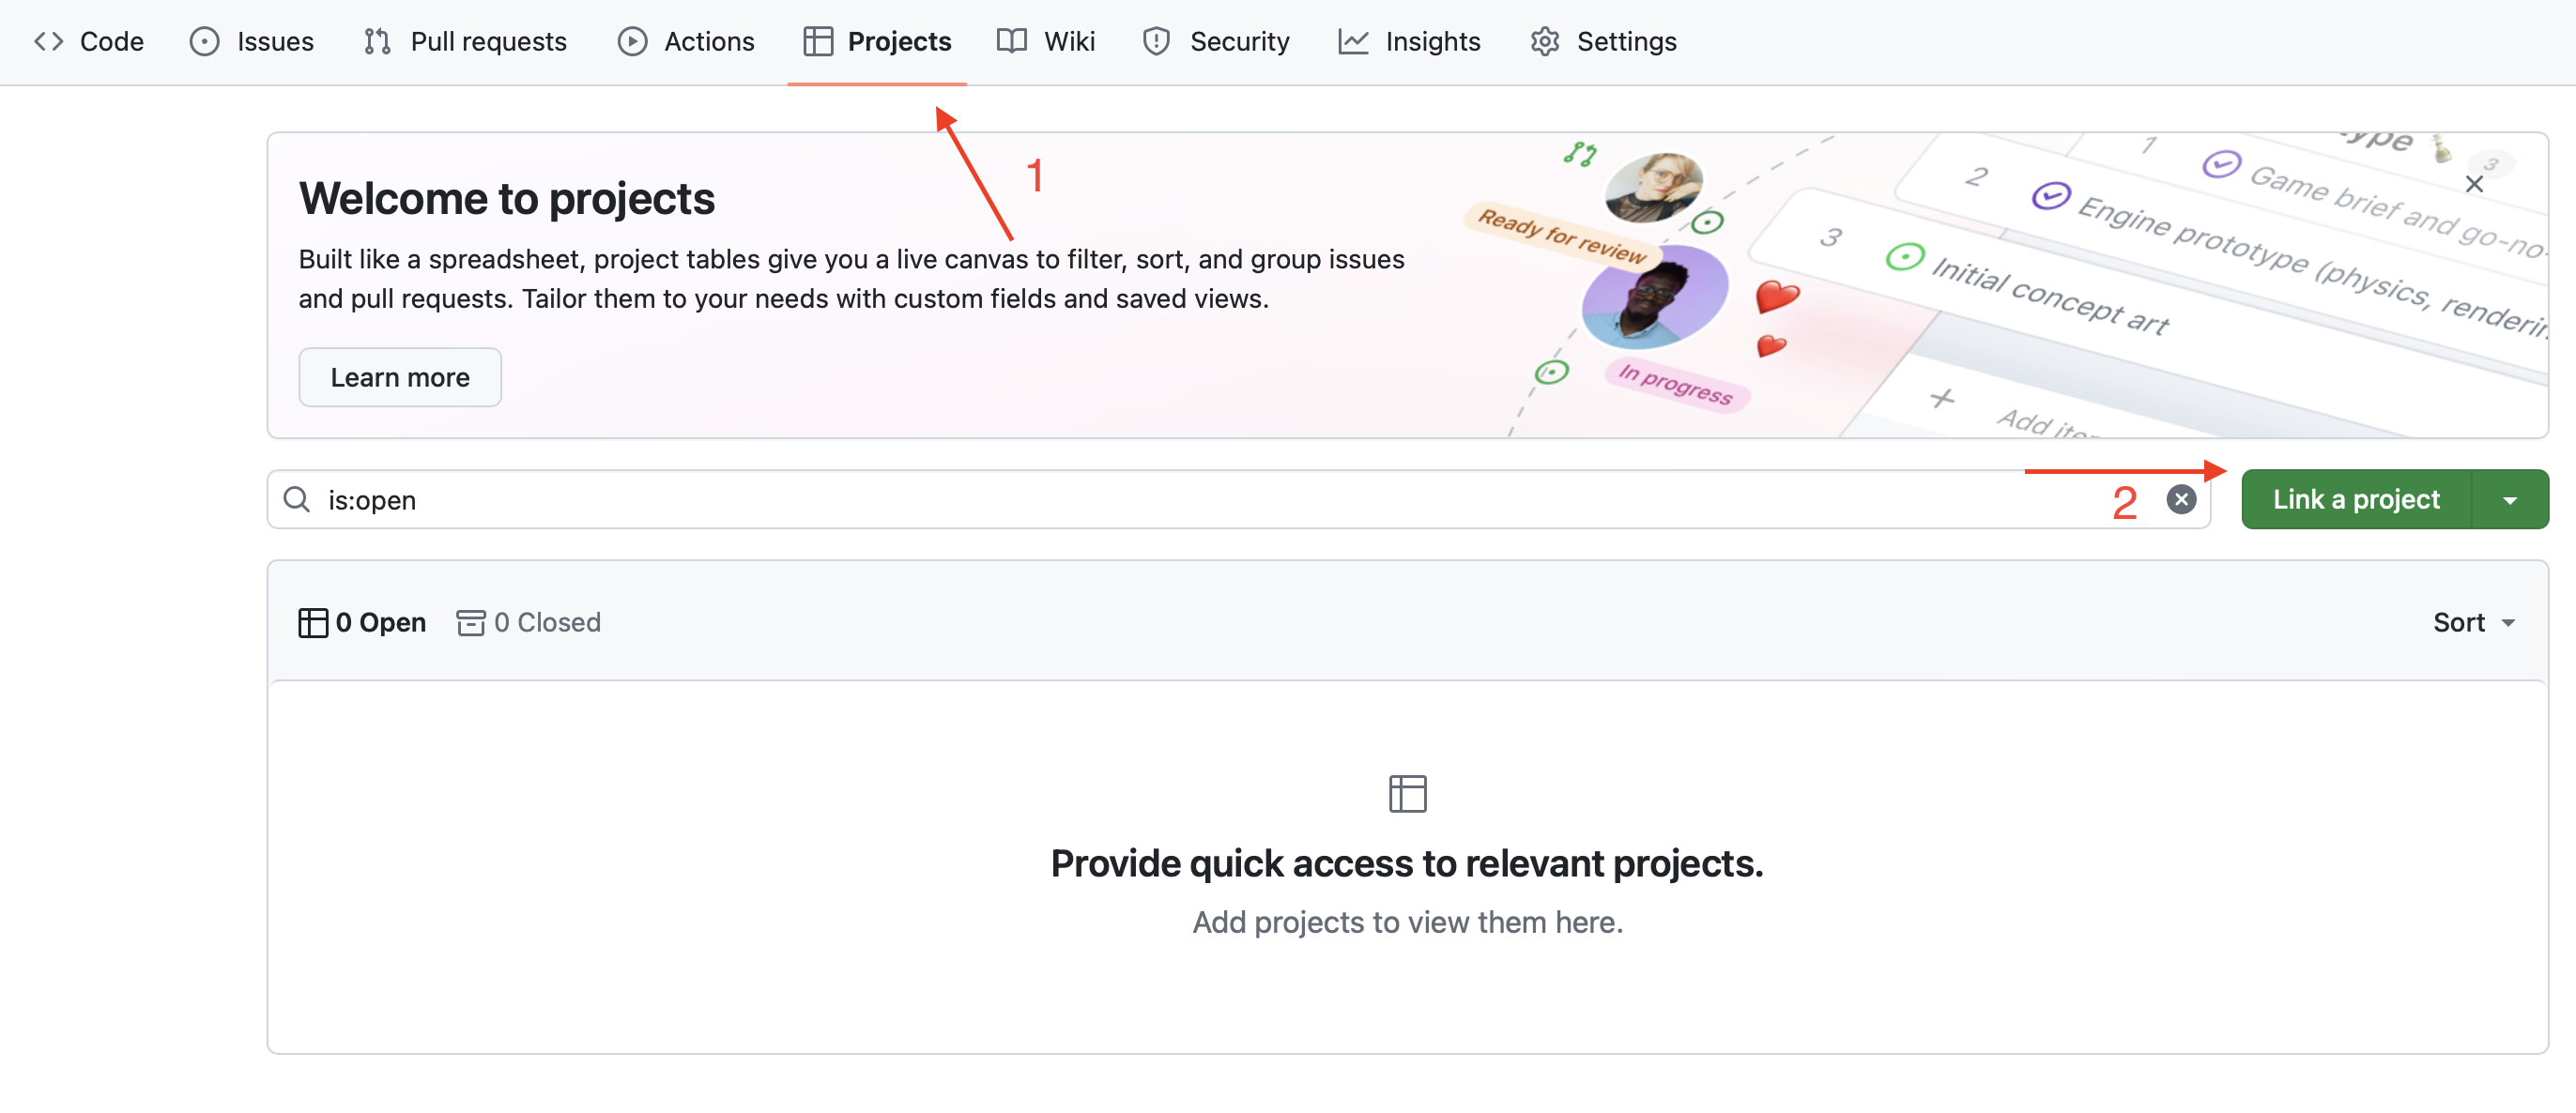 Code Issues Pull requests Actions Projects Wiki Security Insights Settings
1
Welcome to projects
Built like a spreadsheet, project tables give you a live canvas to filter, sort, and group issues
and pull requests. Tailor them to your needs with custom fields and saved views.
Learn more
Ready for review
In progress
3
1 Game brief and go-no-
2 Engine prototype (physics,
3 Initial concept art
+ Add
is:open
2
Link a project
0 Open 0 Closed
Sort
Provide quick access to relevant projects.
Add projects to view them here.